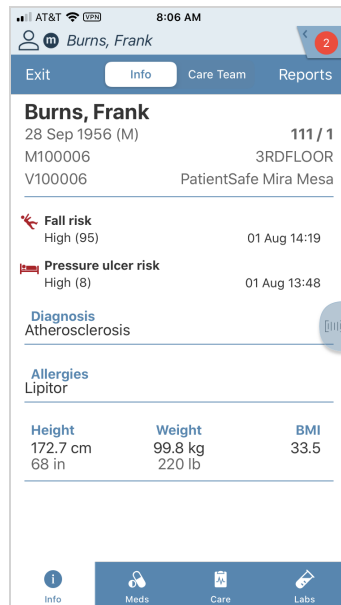 AT&T VPN 8:06 AM
m Burns, Frank 2
Exit Info Care Team Reports
Burns, Frank
28 Sep 1956 (M) 111 / 1
M100006 3RDFLOOR
V100006 PatientSafe Mira Mesa
Fall risk
High (95) 01 Aug 14:19
Pressure ulcer risk
High (8) 01 Aug 13:48
Diagnosis
Atherosclerosis
Allergies
Lipitor
Height Weight BMI
172.7 cm 99.8 kg 33.5
68 in 220 lb
Info Meds Care Labs